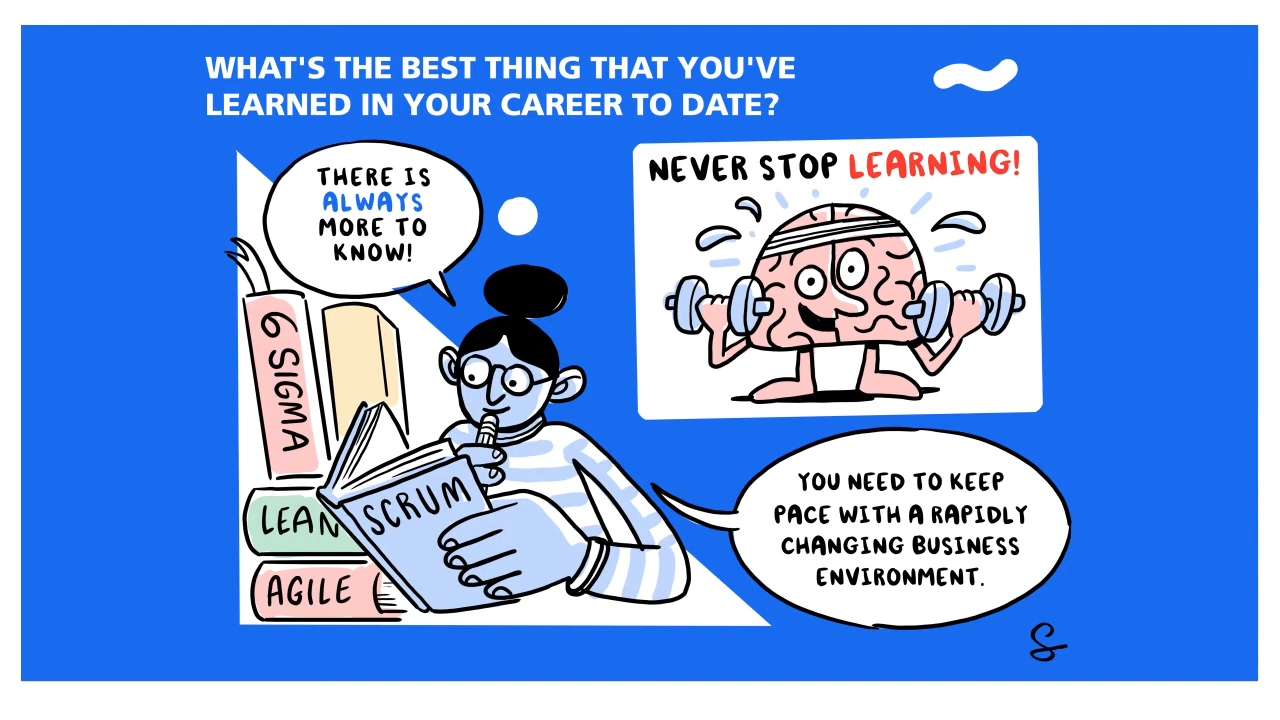 WHAT'S THE BEST THING THAT YOU'VE
LEARNED IN YOUR CAREER TO DATE?
THERE IS
ALWAYS
MORE TO
KNOW!
NEVER STOP LEARNING!
6 SIGMA
SCRUM
LEAN
AGILE
YOU NEED TO KEEP
PACE WITH A RAPIDLY
CHANGING BUSINESS
ENVIRONMENT.